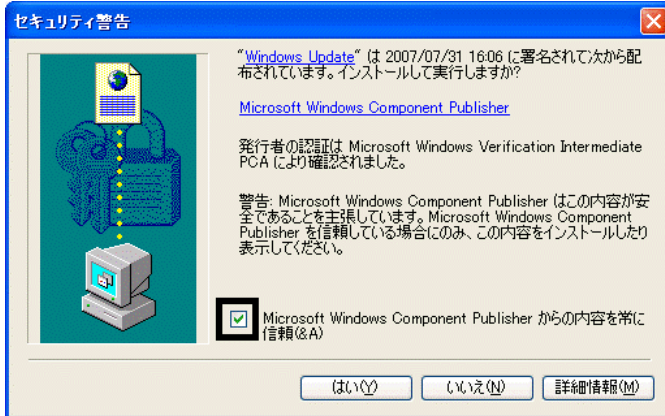 セキュリティ警告
"Windows Update" は 2007/07/31 16:06 に署名されて次から配
布されています。インストールして実行しますか?
Microsoft Windows Component Publisher
発行者の認証は Microsoft Windows Verification Intermediate
PCA により確認されました。
警告: Microsoft Windows Component Publisher はこの内容が安
全であることを主張しています。Microsoft Windows Component
Publisher を信頼している場合にのみ、この内容をインストールしたり
表示してください。
Microsoft Windows Component Publisher からの内容を常に
信頼(&A)
はい(Y) いいえ(N) 詳細情報(M)